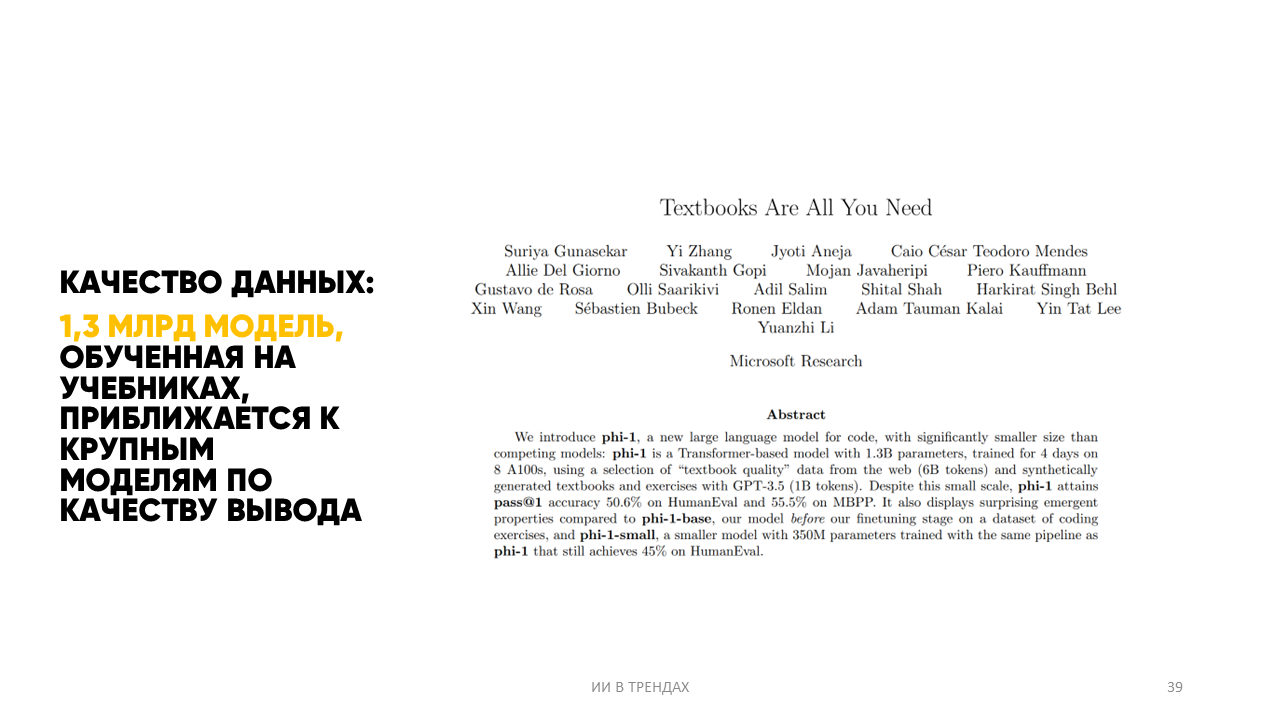 КАЧЕСТВО ДАННЫХ:
1,3 МЛРД МОДЕЛЬ,
ОБУЧЕННАЯ НА
УЧЕБНИКАХ,
ПРИБЛИЖАЕТСЯ К
КРУПНЫМ
МОДЕЛЯМ ПО
КАЧЕСТВУ ВЫВОДА
Textbooks Are All You Need
Suriya Gunasekar Yi Zhang Jyoti Aneja Caio César Teodoro Mendes
Allie Del Giorno Sivakanth Gopi Mojan Javaheripi Piero Kauffmann
Gustavo de Rosa Olli Saarikivi Adil Salim Shital Shah Harkirat Singh Behl
Xin Wang Sébastien Bubeck Ronen Eldan Adam Tauman Kalai Yin Tat Lee
Yuanzhi Li
Microsoft Research
Abstract
We introduce phi-1, a new large language model for code, with significantly smaller size than
competing models: phi-1 is a Transformer-based model with 1.3B parameters, trained for 4 days on
8 A100s, using a selection of “textbook quality” data from the web (6B tokens) and synthetically
generated textbooks and exercises with GPT-3.5 (1B tokens). Despite this small scale, phi-1 attains
pass@1 accuracy 50.6% on HumanEval and 55.5% on MBPP. It also displays surprising emergent
properties compared to phi-1-base, our model before our finetuning stage on a dataset of coding
exercises, and phi-1-small, a smaller model with 350M parameters trained with the same pipeline as
phi-1 that still achieves 45% on HumanEval.
ИИ В ТРЕНДАХ
39